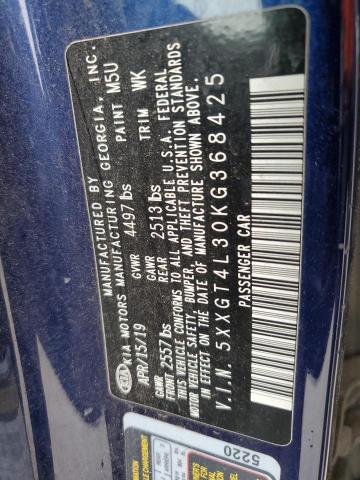 MANUFACTURED BY
KIA MOTORS MANUFACTURING GEORGIA, INC.
APR/15/19 GVWR 4497 lbs PAINT M5U
GAWR FRONT 2557 lbs GAWR REAR 2513 lbs TRIM WK
THIS VEHICLE CONFORMS TO ALL APPLICABLE U.S.A. FEDERAL
MOTOR VEHICLE SAFETY, BUMPER, AND THEFT PREVENTION STANDARDS
IN EFFECT ON THE DATE OF MANUFACTURE SHOWN ABOVE.
V.I.N. 5XXGT4L30KG368425
PASSENGER CAR
5220